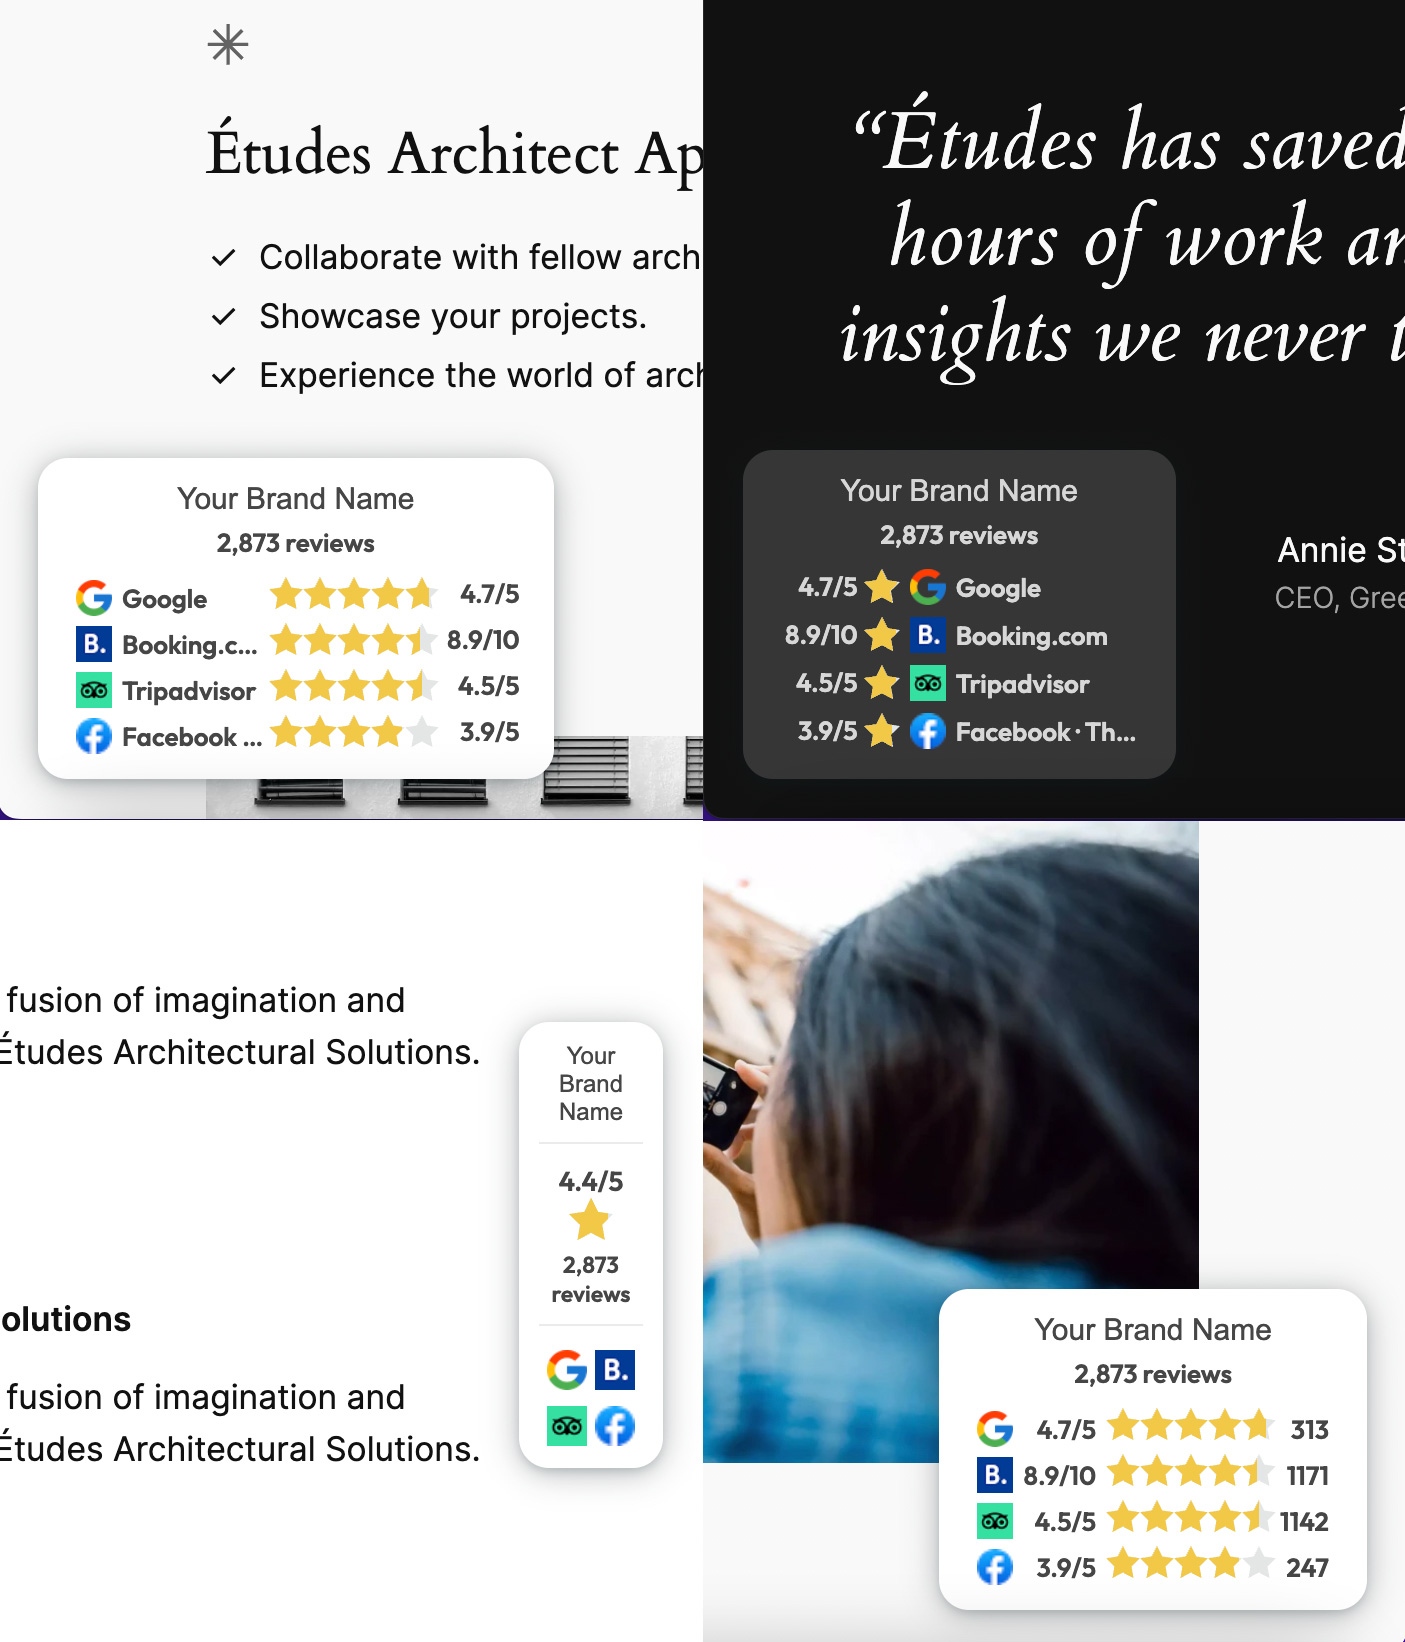 Études Architect Ap
Collaborate with fellow arch
Showcase your projects.
Experience the world of arch
Your Brand Name
2,873 reviews
Google 4.7/5
B. Booking.c... 8.9/10
Tripadvisor 4.5/5
Facebook ... 3.9/5
“Études has saved
hours of work an
insights we never t
Your Brand Name
2,873 reviews
4.7/5 Google
8.9/10 B. Booking.com
4.5/5 Tripadvisor
3.9/5 Facebook · Th...
Annie St
CEO, Gree
fusion of imagination and
Études Architectural Solutions.
olutions
fusion of imagination and
Études Architectural Solutions.
Your
Brand
Name
4.4/5
2,873
reviews
B.
Your Brand Name
2,873 reviews
4.7/5 313
B. 8.9/10 1171
4.5/5 1142
3.9/5 247